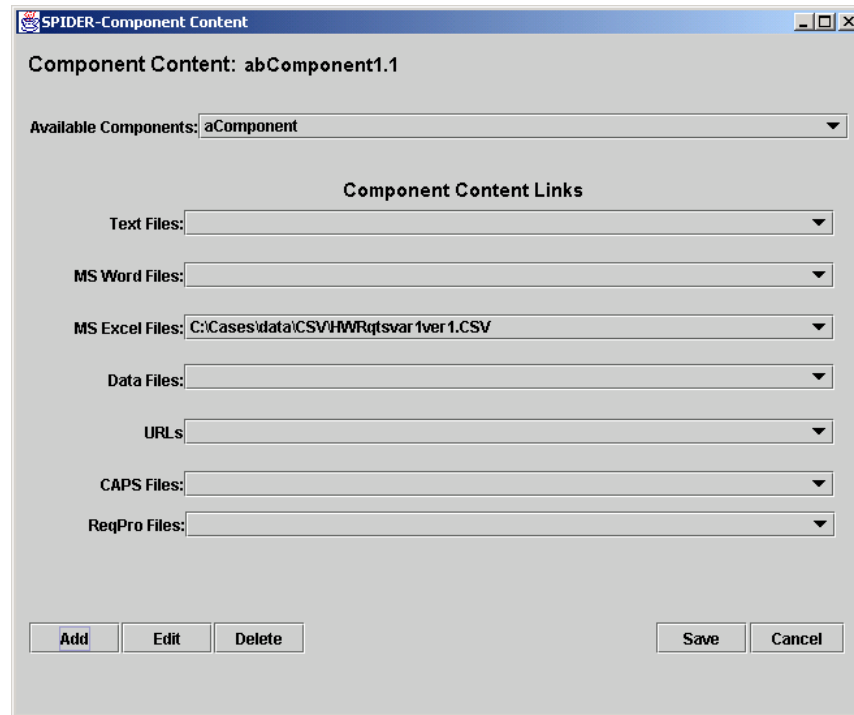 SPIDER-Component Content
Component Content: abComponent1.1
Available Components: aComponent
Component Content Links
Text Files:
MS Word Files:
MS Excel Files: C:\Cases\data\CSV\HWRqtsvar1ver1.CSV
Data Files:
URLs
CAPS Files:
ReqPro Files:
Add Edit Delete Save Cancel